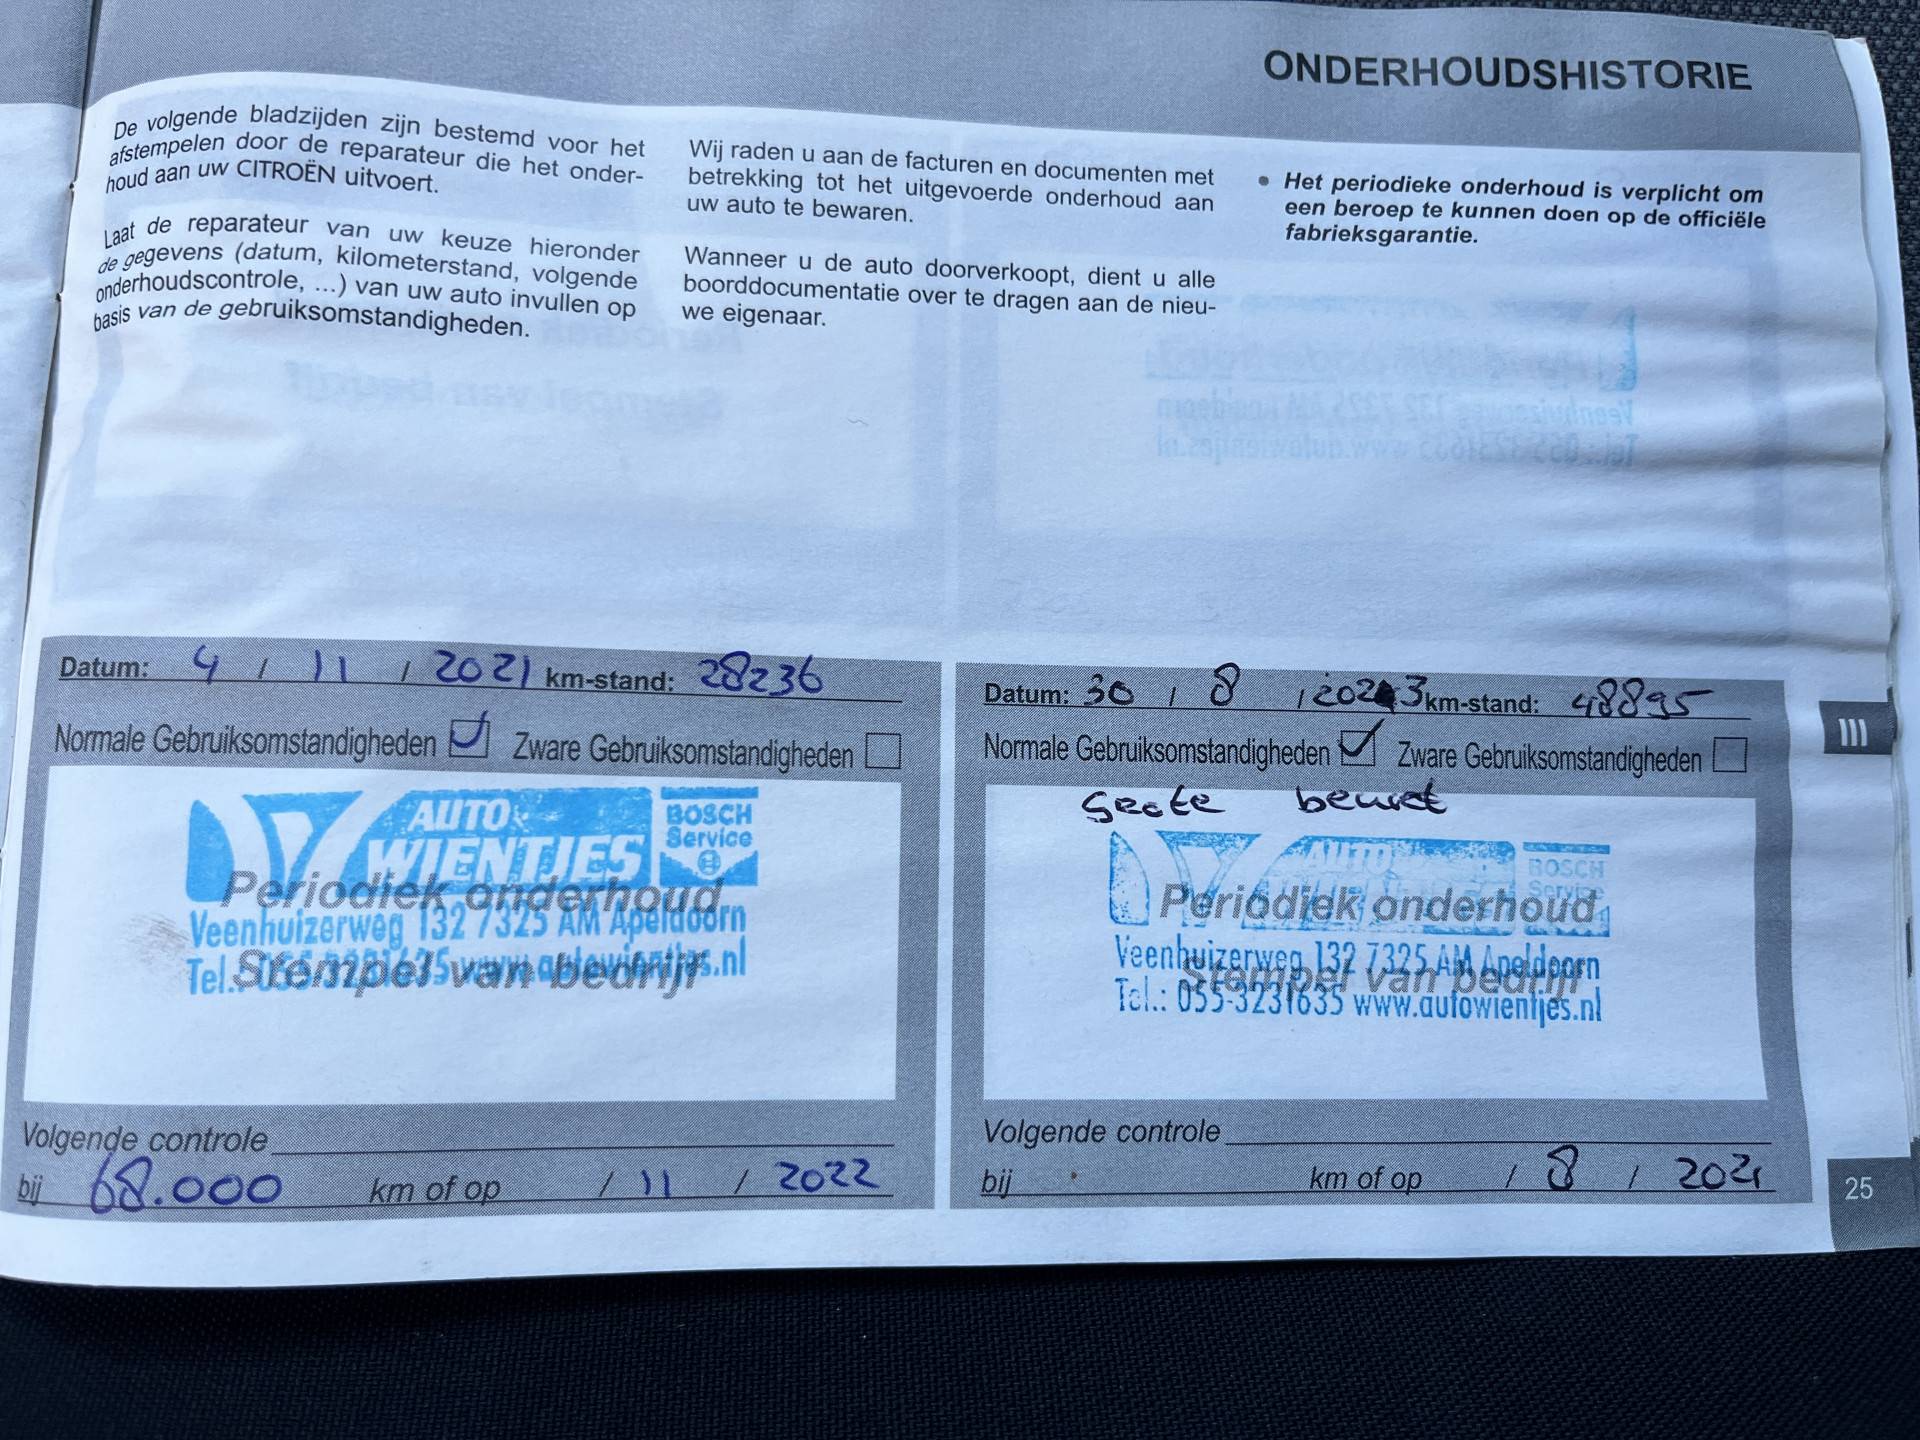 ONDERHOUDSHISTORIE
De volgende bladzijden zijn bestemd voor het
afstempelen door de reparateur die het onder-
houd aan uw CITROËN uitvoert.
Laat de reparateur van uw keuze hieronder
de gegevens (datum, kilometerstand, volgende
onderhoudscontrole, ...) van uw auto invullen op
basis van de gebruiksomstandigheden.
Wij raden u aan de facturen en documenten met
betrekking tot het uitgevoerde onderhoud aan
uw auto te bewaren.
Wanneer u de auto doorverkoopt, dient u alle
boorddocumentatie over te dragen aan de nieu-
we eigenaar.
• Het periodieke onderhoud is verplicht om
een beroep te kunnen doen op de officiële
fabrieksgarantie.
Datum: 4 / 11 / 2021 km-stand: 28236
Normale Gebruiksomstandigheden Zware Gebruiksomstandigheden
AUTO
WIENTJES
BOSCH
Service
Periodiek onderhoud
Veenhuizerweg 132 7325 AM Apeldoorn
Stempel van bedrijf
Tel.: 055-3231635 www.autowientjes.nl
Volgende controle
bij 68.000 km of op / 11 / 2022
Datum: 30 / 8 / 2023 km-stand: 48895
Normale Gebruiksomstandigheden Zware Gebruiksomstandigheden
Grote beurt
AUTO
BOSCH
Service
Periodiek onderhoud
Veenhuizerweg 132 7325 AM Apeldoorn
Stempel van bedrijf
Tel.: 055-3231635 www.autowientjes.nl
Volgende controle
bij km of op / 8 / 2024
III
25